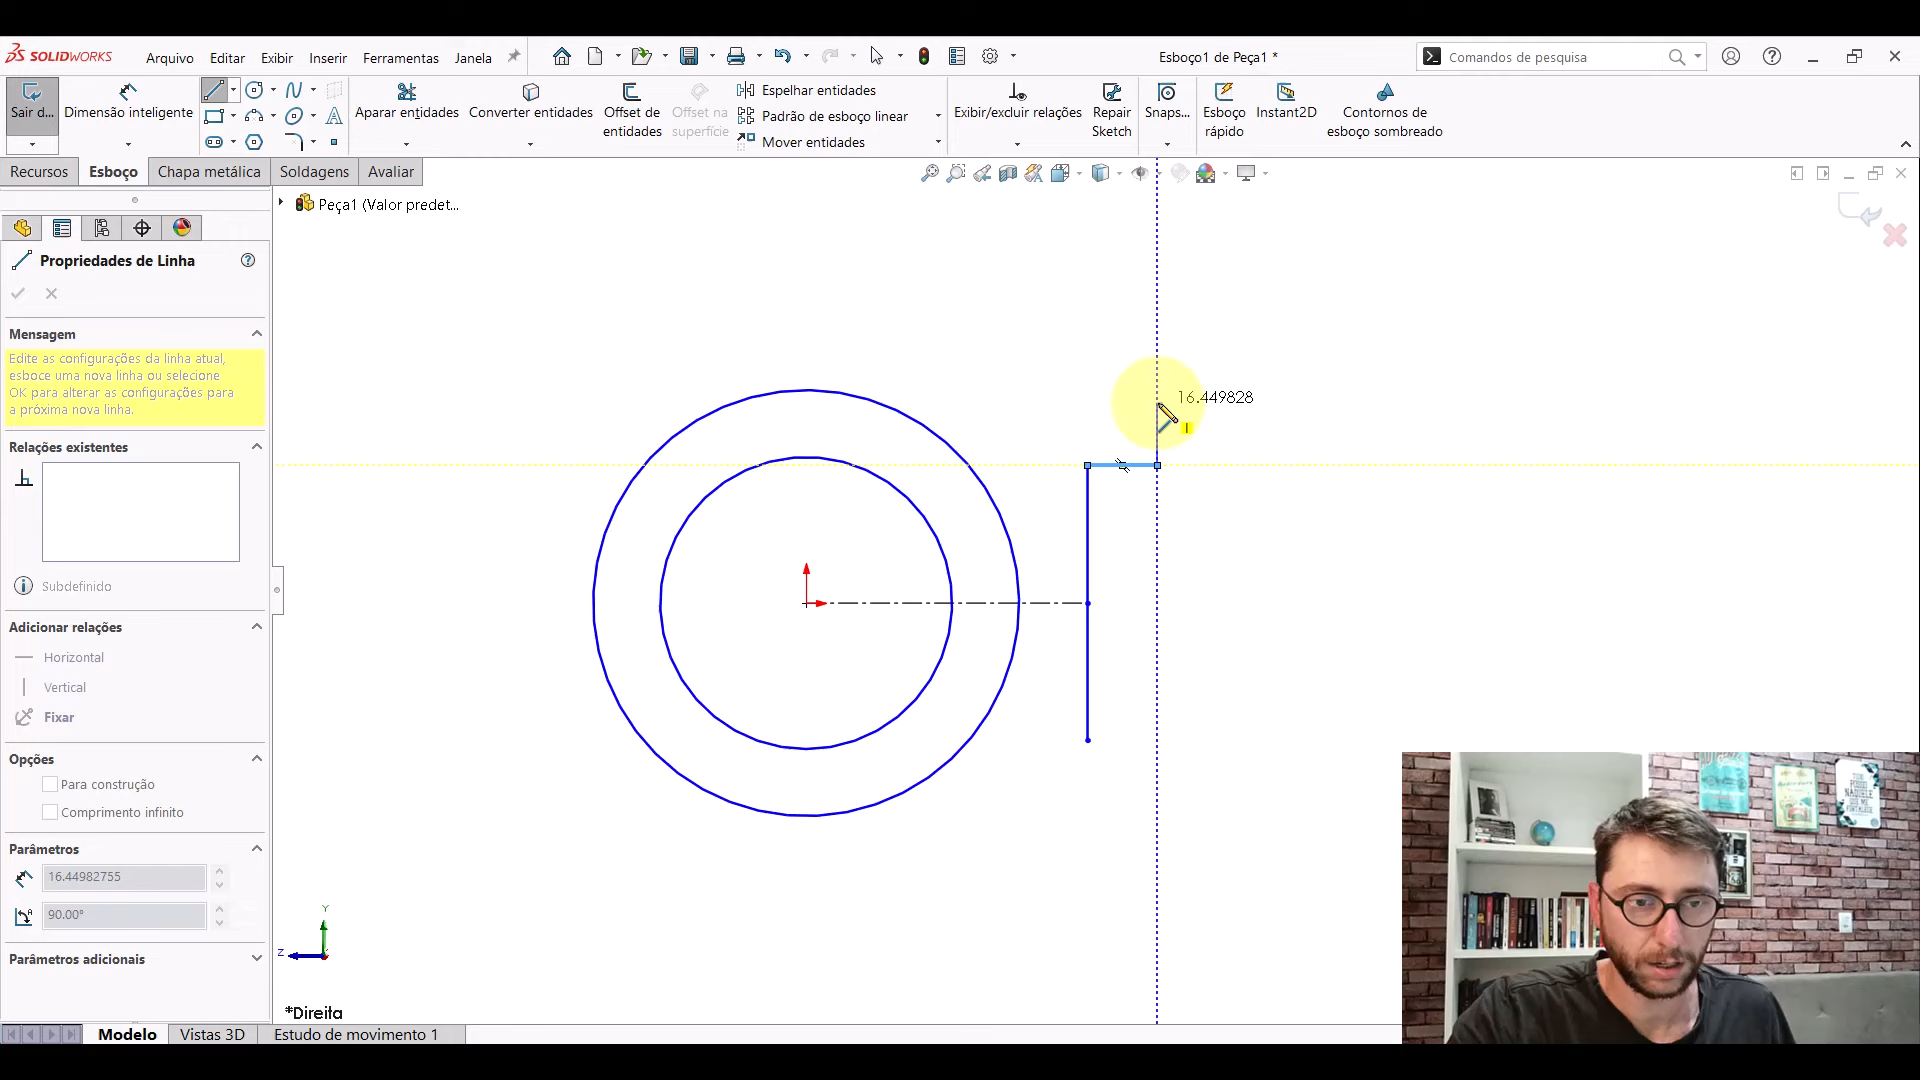 SOLIDWORKS
Arquivo
Editar
Exibir
Inserir
Ferramentas
Janela
Esboço1 de Peça1 *
Comandos de pesquisa
Sair d...
Dimensão inteligente
Aparar entidades
Converter entidades
Offset de
entidades
Offset na
superfície
Espelhar entidades
Padrão de esboço linear
Mover entidades
Exibir/excluir relações
Repair
Sketch
Snaps...
Esboço
rápido
Instant2D
Contornos de
esboço sombreado
Recursos
Esboço
Chapa metálica
Soldagens
Avaliar
Peça1 (Valor predet...
Propriedades de Linha
Mensagem
Edite as configurações da linha atual,
esboce uma nova linha ou selecione
OK para alterar as configurações para
a próxima nova linha.
Relações existentes
Subdefinido
Adicionar relações
Horizontal
Vertical
Fixar
Opções
Para construção
Comprimento infinito
Parâmetros
16.44982755
90.00°
Parâmetros adicionais
16.449828
Y
Z
*Direita
Modelo
Vistas 3D
Estudo de movimento 1